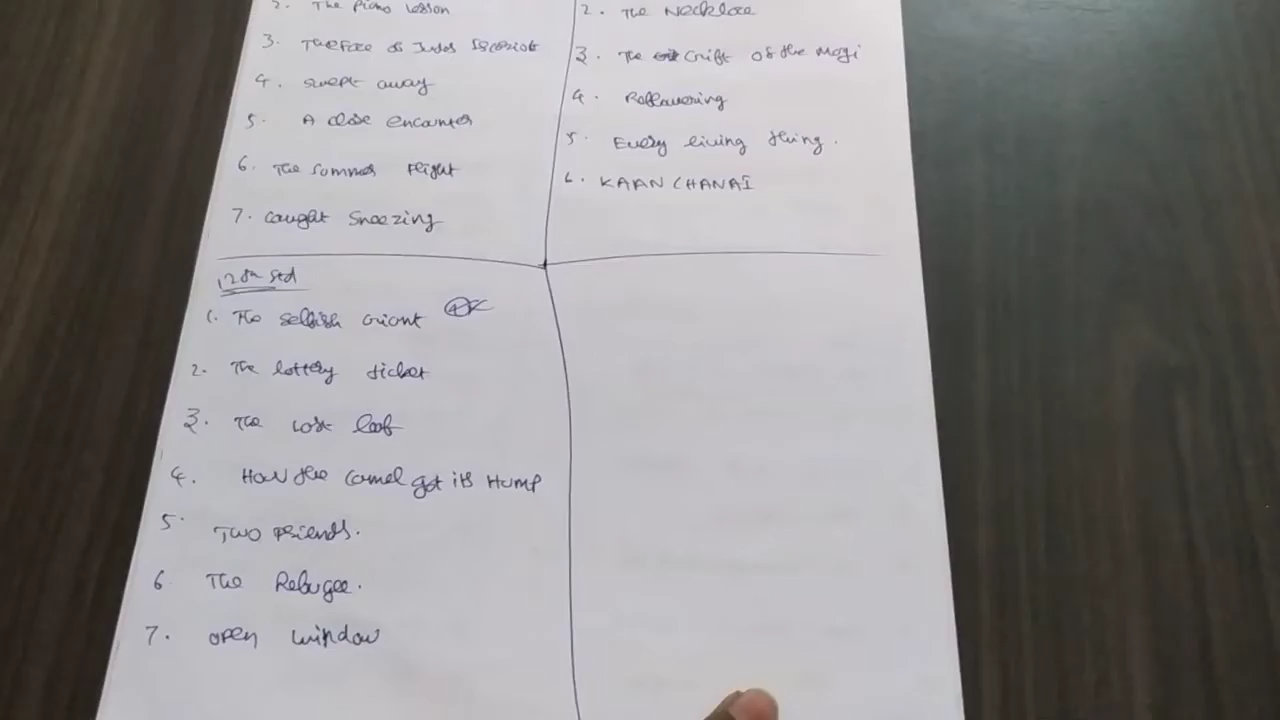 2. The Piano Lesson
3. The Face of Judas Iscariot
4. Swept away
5. A close encounter
6. The Summer Flight
7. Caught Sneezing
2. The Necklace
3. The Gift of the Magi
4.
5. Every living thing.
6. KAANCHANAI
12th Std
1. The selfish Giant
2. The lottery ticket
3. The lost leaf
4. How the Camel got its Hump
5. Two Friends.
6 The Refugee.
7. open window